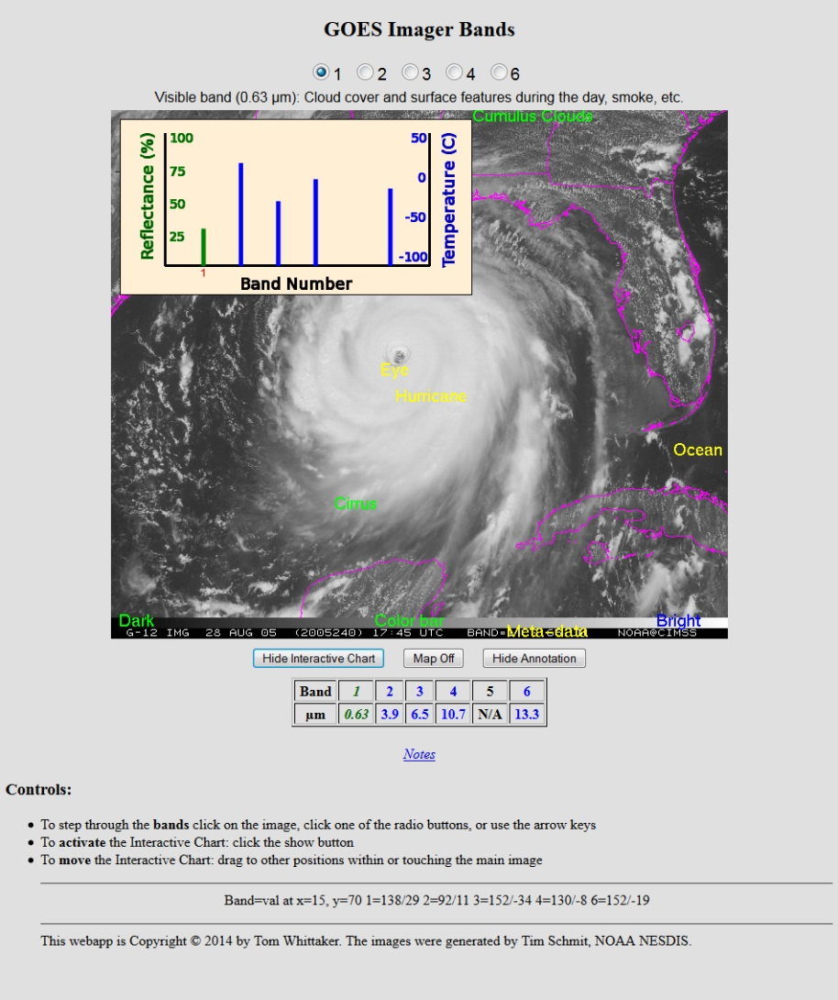 GOES Imager Bands
1 2 3 4 6
Visible band (0.63 µm): Cloud cover and surface features during the day, smoke, etc.
Cumulus Clouds
Reflectance (%)
100
75
50
25
50
0
-50
-100
Temperature (C)
1
Band Number
Eye
Hurricane
Ocean
Cirrus
Dark Color bar Bright
G-12 IMG 28 AUG 05 (2005240) 17:45 UTC BAND= Meta-data NOAA@CIMSS
Hide Interactive Chart Map Off Hide Annotation
Band 1 2 3 4 5 6
µm 0.63 3.9 6.5 10.7 N/A 13.3
Notes
Controls:
To step through the bands click on the image, click one of the radio buttons, or use the arrow keys
To activate the Interactive Chart: click the show button
To move the Interactive Chart: drag to other positions within or touching the main image
Band=val at x=15, y=70 1=138/29 2=92/11 3=152/-34 4=130/-8 6=152/-19
This webapp is Copyright © 2014 by Tom Whittaker. The images were generated by Tim Schmit, NOAA NESDIS.